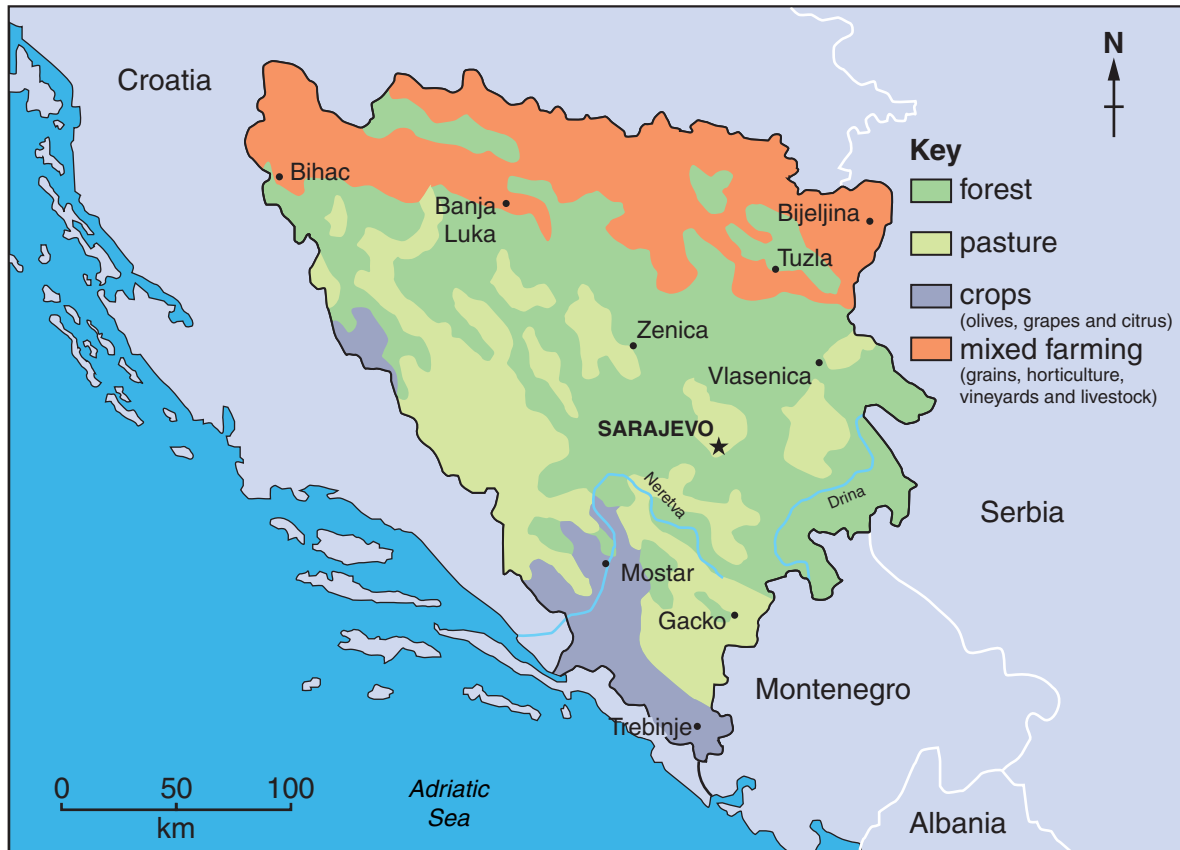 Croatia
N
Key
forest
pasture
crops
(olives, grapes and citrus)
mixed farming
(grains, horticulture,
vineyards and livestock)
Bihac
Banja
Luka
Bijeljina
Tuzla
Zenica
Vlasenica
SARAJEVO
Neretva
Drina
Serbia
Mostar
Gacko
Montenegro
Trebinje
0 50 100
km
Adriatic
Sea
Albania